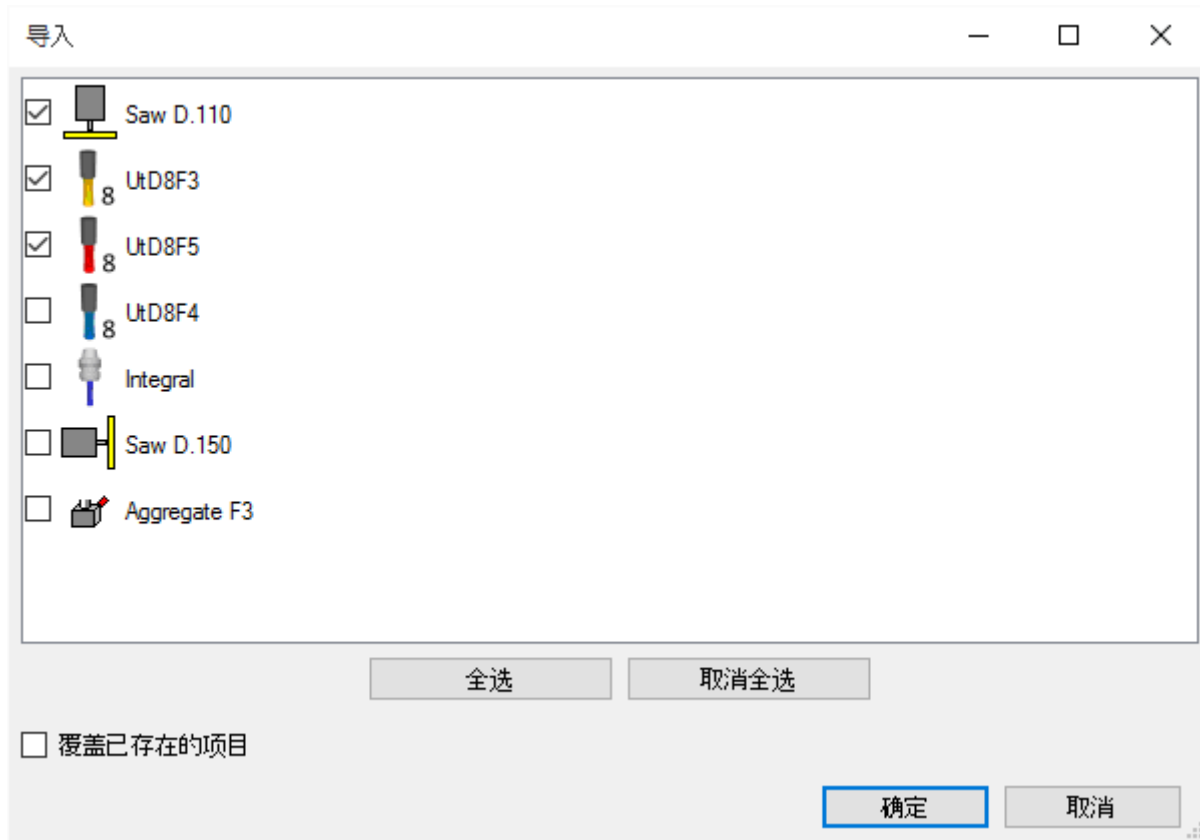 导入
Saw D.110
8 UtD8F3
8 UtD8F5
8 UtD8F4
Integral
Saw D.150
Aggregate F3
全选 取消全选
覆盖已存在的项目
确定 取消